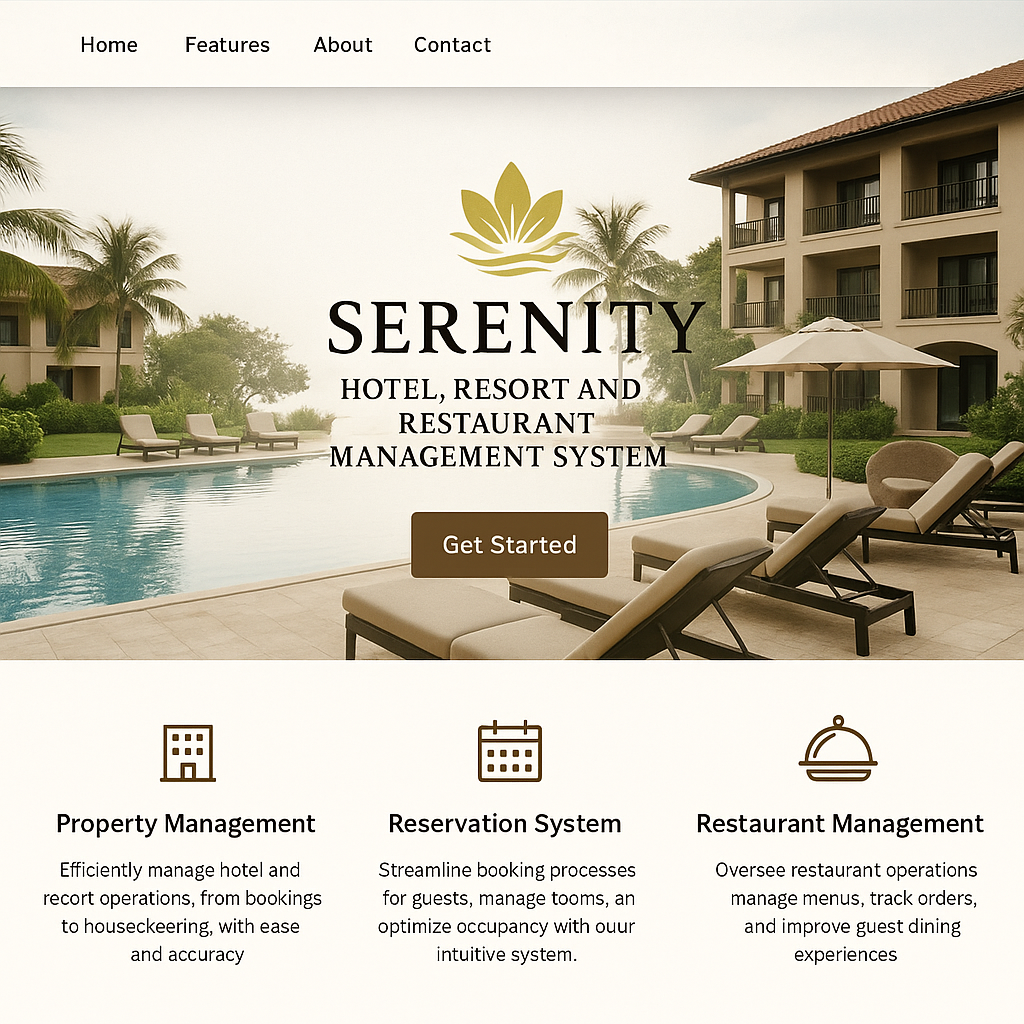 Home Features About Contact
SERENITY
HOTEL, RESORT AND
RESTAURANT
MANAGEMENT SYSTEM
Get Started
Property Management
Efficiently manage hotel and
recort operations, from bookings
to houseckeering, with ease
and accuracy
Reservation System
Streamline booking processes
for guests, manage tooms, an
optimize occupancy with ouur
intuitive system.
Restaurant Management
Oversee restaurant operations
manage menus, track orders,
and improve guest dining
experiences